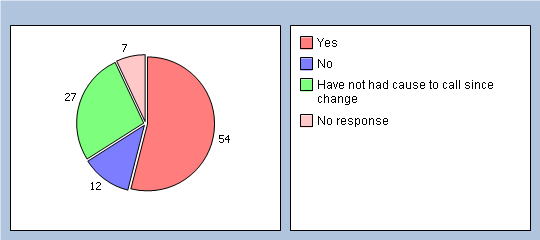 7
27
54
12
Yes
No
Have not had cause to call since
change
No response